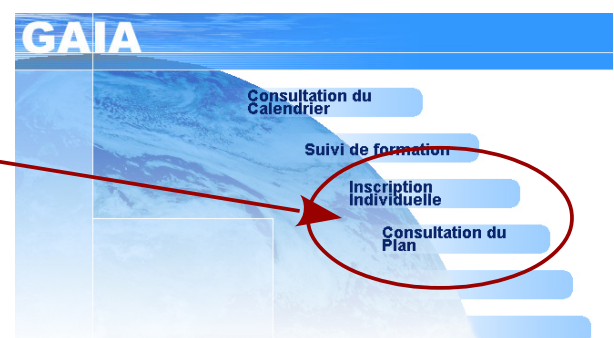 GAIA
Consultation du
Calendrier
Suivi de formation
Inscription
Individuelle
Consultation du
Plan